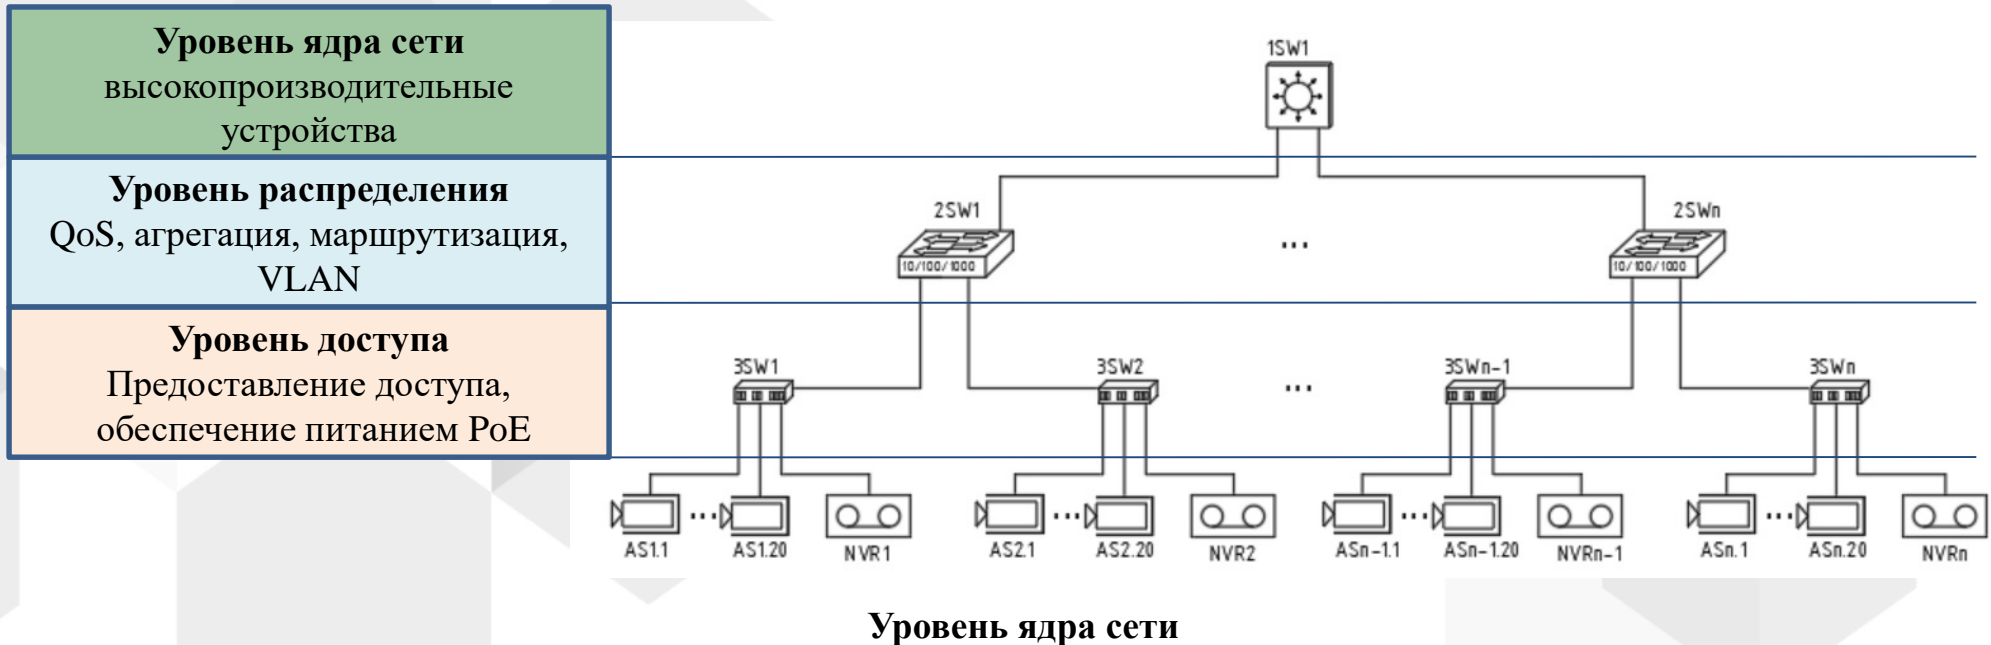 Уровень ядра сети
высокопроизводительные
устройства
Уровень распределения
QoS, агрегация, маршрутизация,
VLAN
Уровень доступа
Предоставление доступа,
обеспечение питанием PoE
1SW1
2SW1
...
2SWn
10/100/1000
10/100/1000
3SW1
3SW2
...
3SWn-1
3SWn
... ... ... ...
AS1.1 AS1.20 NVR1 AS2.1 AS2.20 NVR2 ASn-1.1 ASn-1.20 NVRn-1 ASn.1 ASn.20 NVRn
Уровень ядра сети